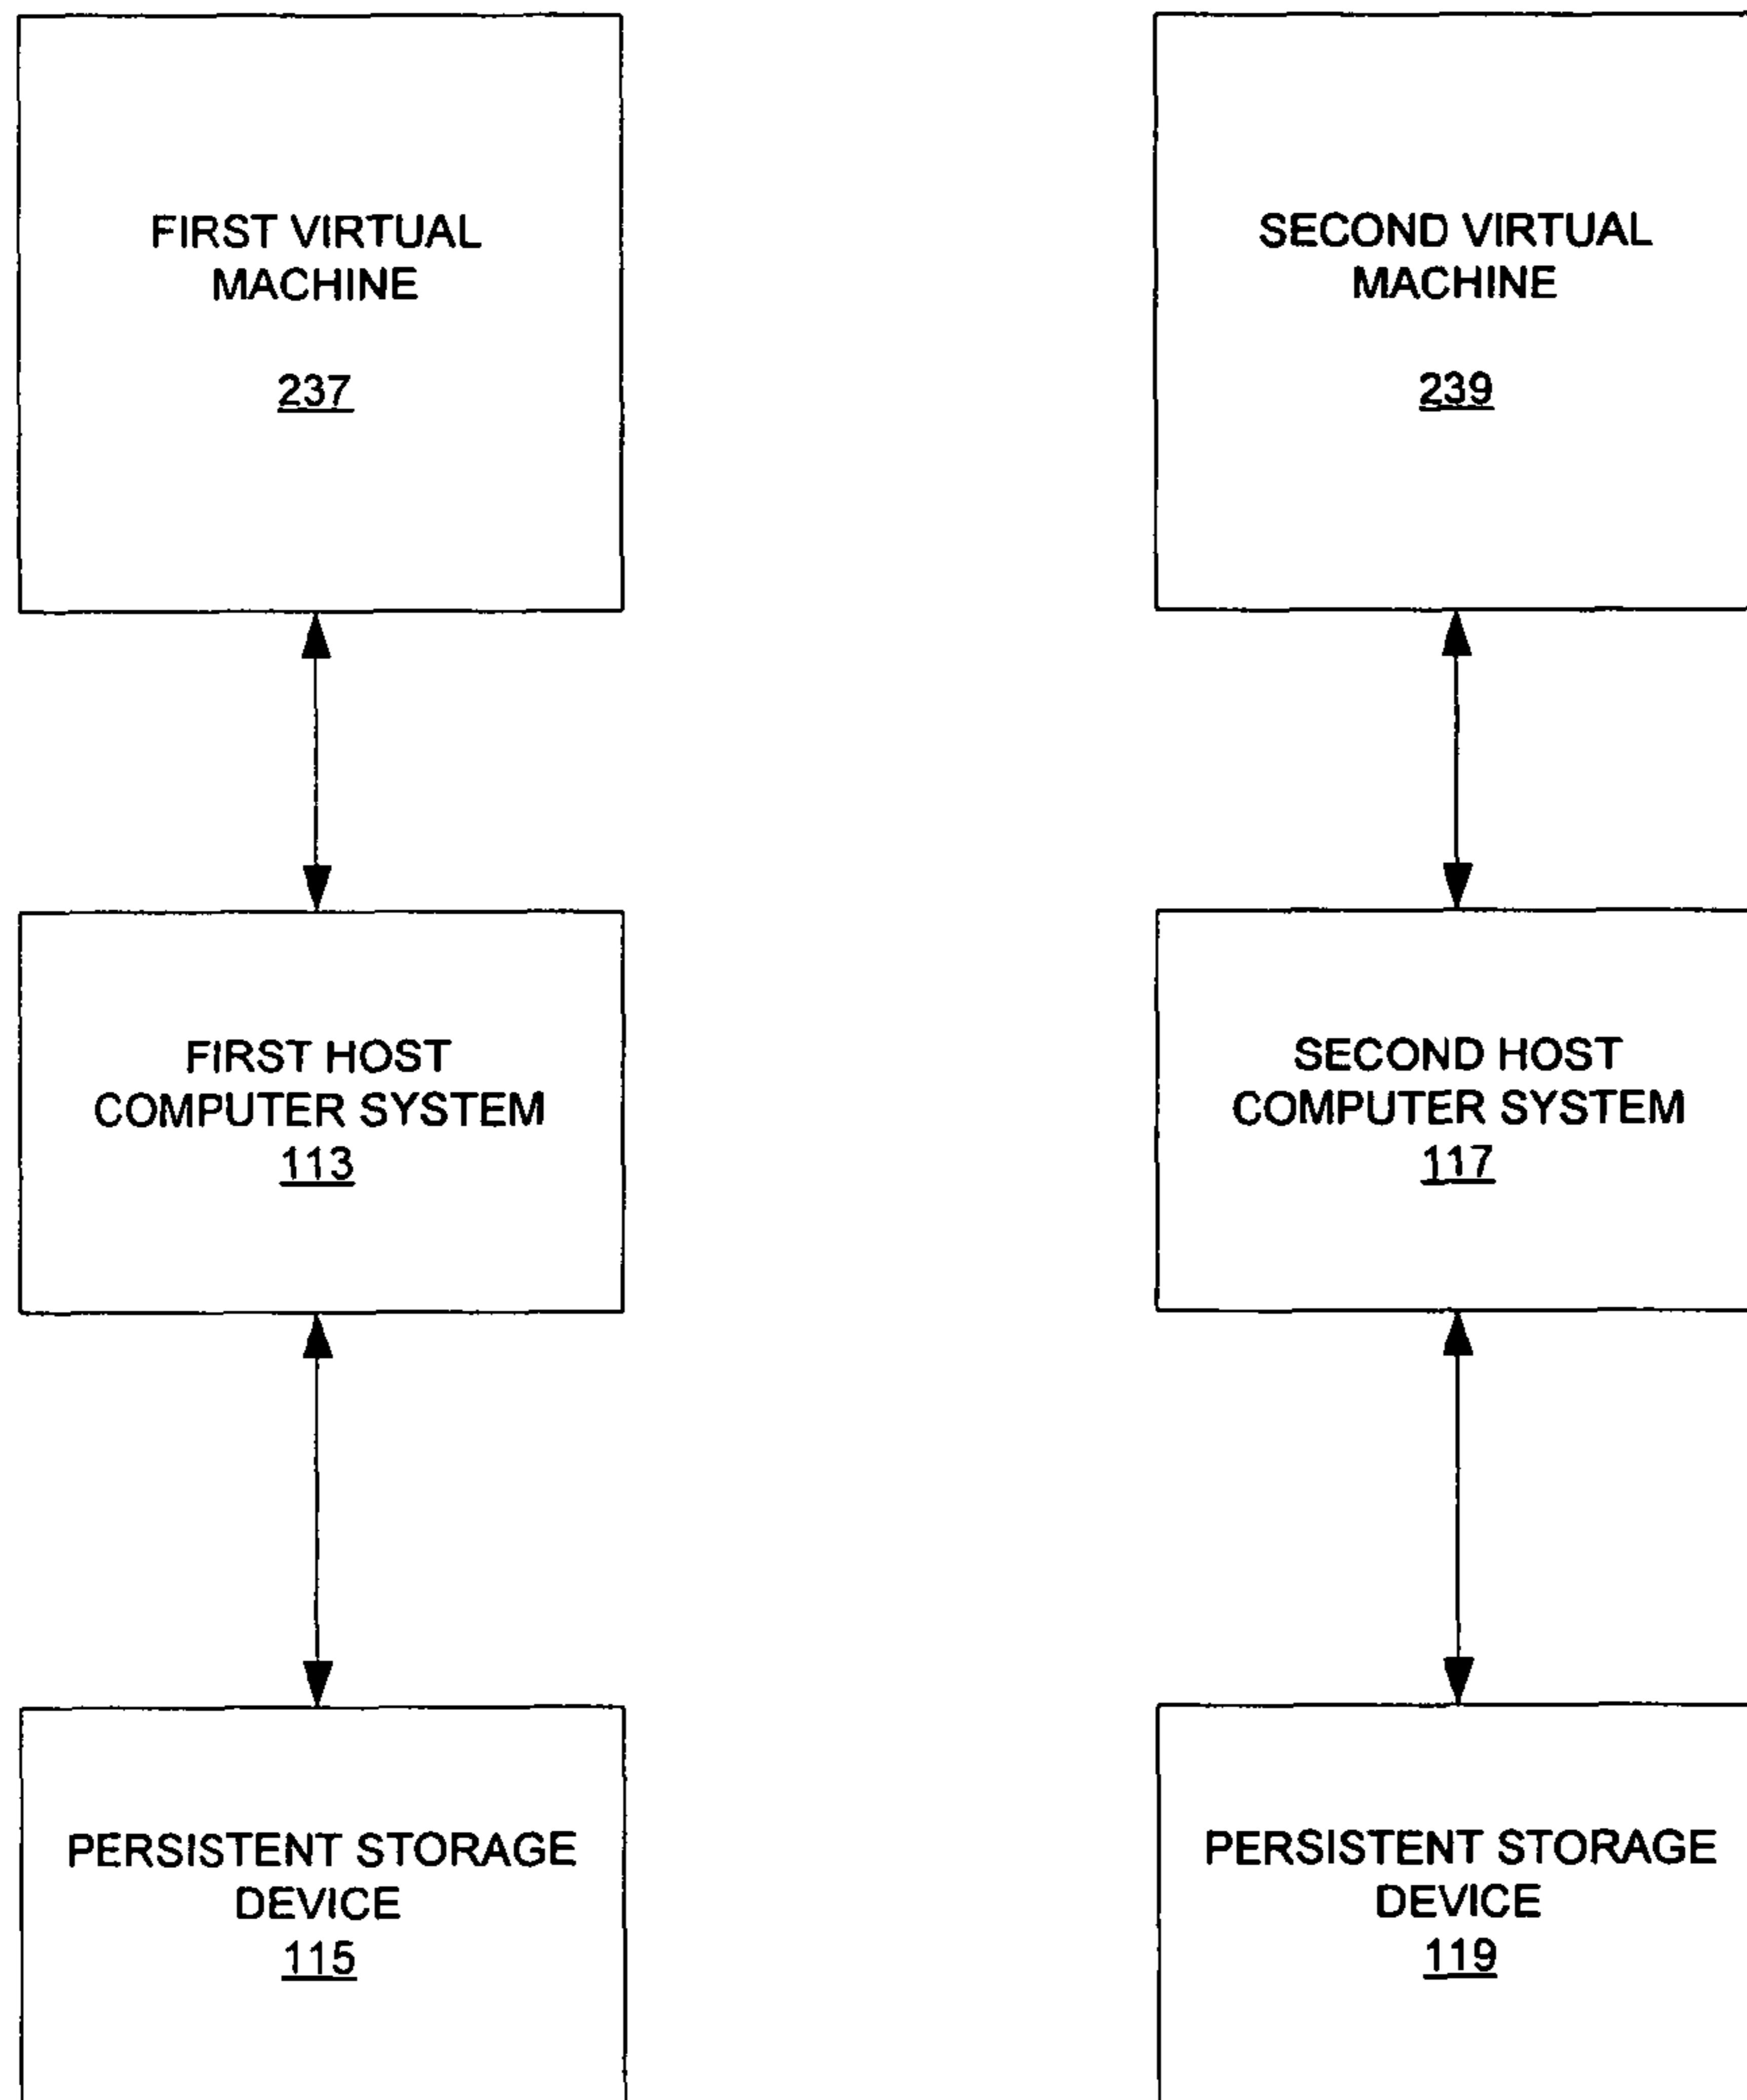 FIRST VIRTUAL
MACHINE
237
SECOND VIRTUAL
MACHINE
239
FIRST HOST
COMPUTER SYSTEM
113
SECOND HOST
COMPUTER SYSTEM
117
PERSISTENT STORAGE
DEVICE
115
PERSISTENT STORAGE
DEVICE
119